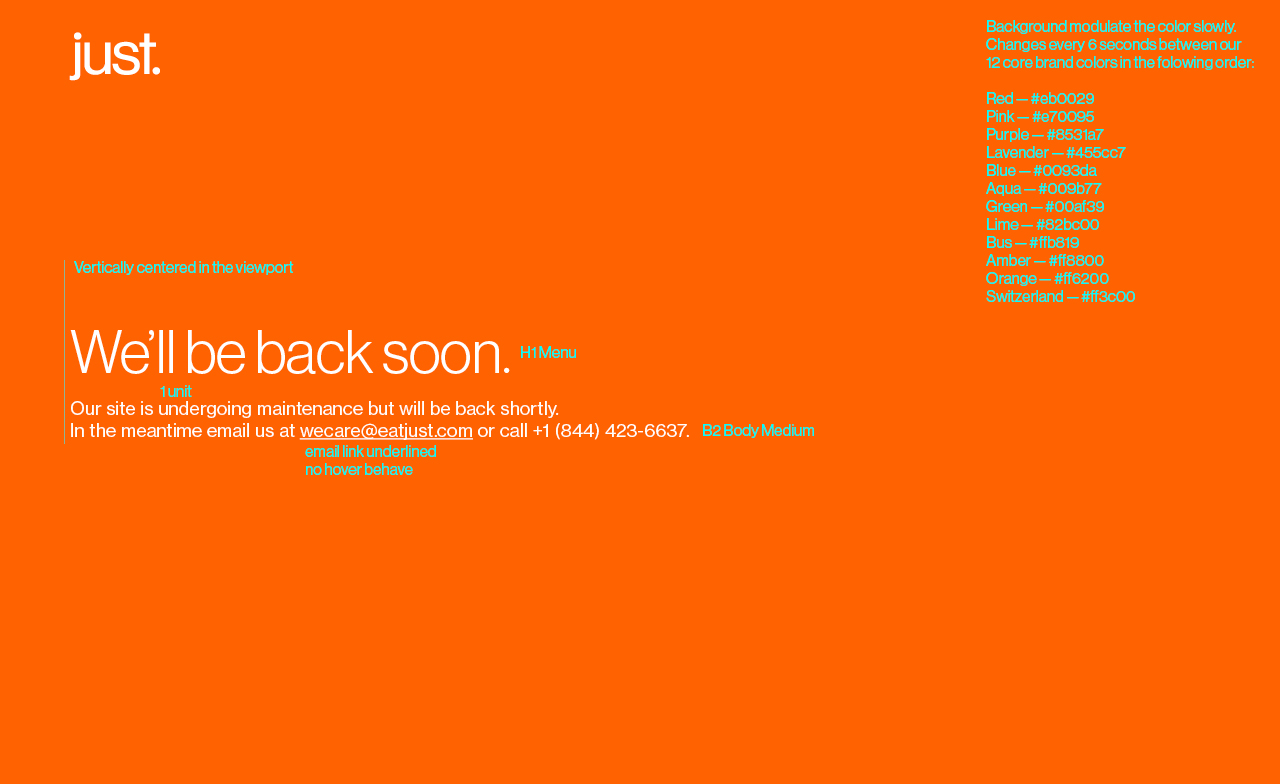 just.
Background modulate the color slowly.
Changes every 6 seconds between our
12 core brand colors in the folowing order:
Red — #eb0029
Pink — #e70095
Purple — #8531a7
Lavender — #455cc7
Blue — #0093da
Aqua — #009b77
Green — #00af39
Lime — #82bc00
Bus — #ffb819
Amber — #ff8800
Orange — #ff6200
Switzerland — #ff3c00
Vertically centered in the viewport
We’ll be back soon. H1 Menu
1 unit
Our site is undergoing maintenance but will be back shortly.
In the meantime email us at wecare@eatjust.com or call +1 (844) 423-6637. B2 Body Medium
email link underlined
no hover behave